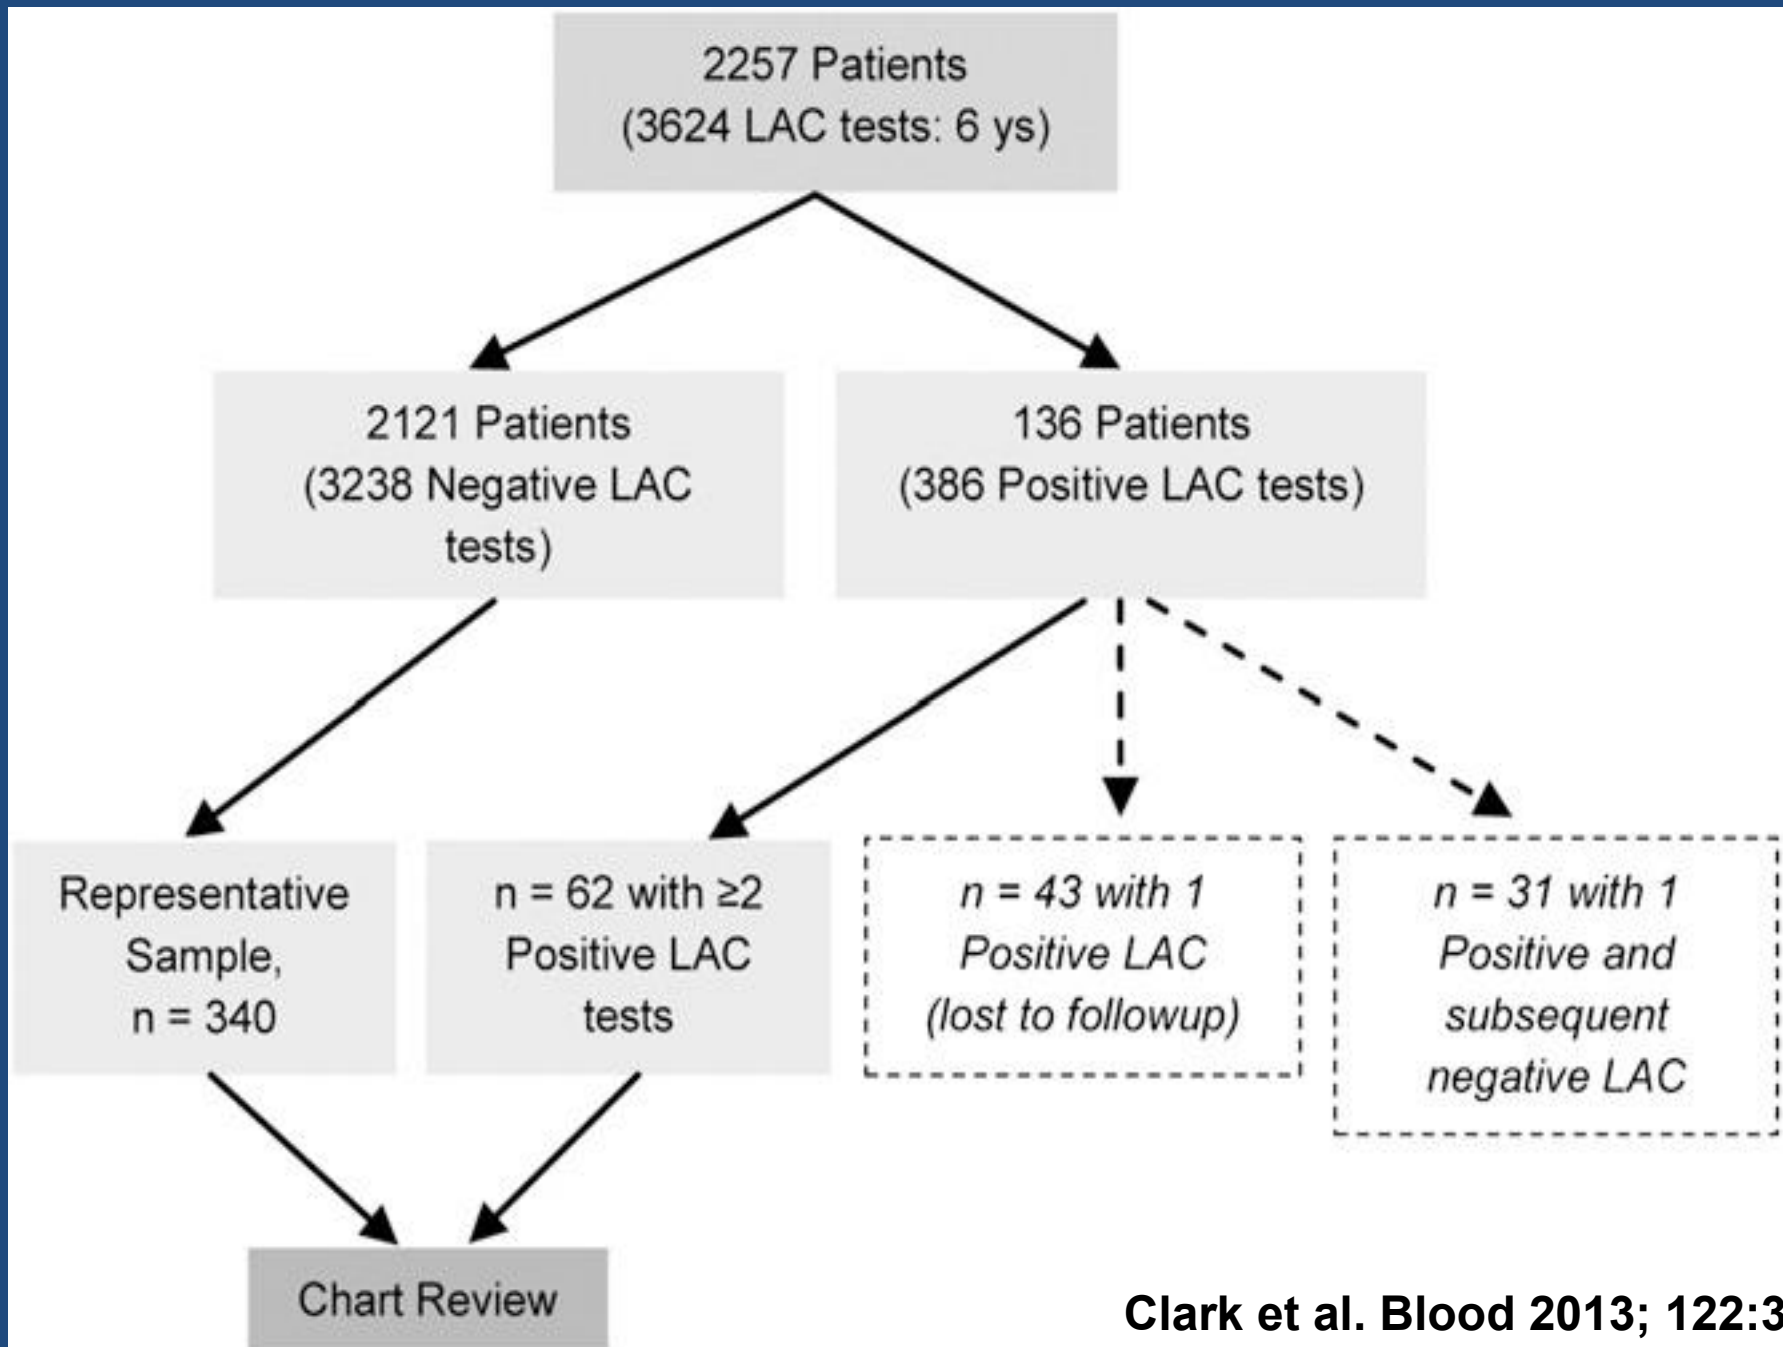 2257 Patients
(3624 LAC tests: 6 ys)
2121 Patients
(3238 Negative LAC
tests)
136 Patients
(386 Positive LAC tests)
Representative
Sample,
n = 340
n = 62 with ≥2
Positive LAC
tests
n = 43 with 1
Positive LAC
(lost to followup)
n = 31 with 1
Positive and
subsequent
negative LAC
Chart Review
Clark et al. Blood 2013; 122:3